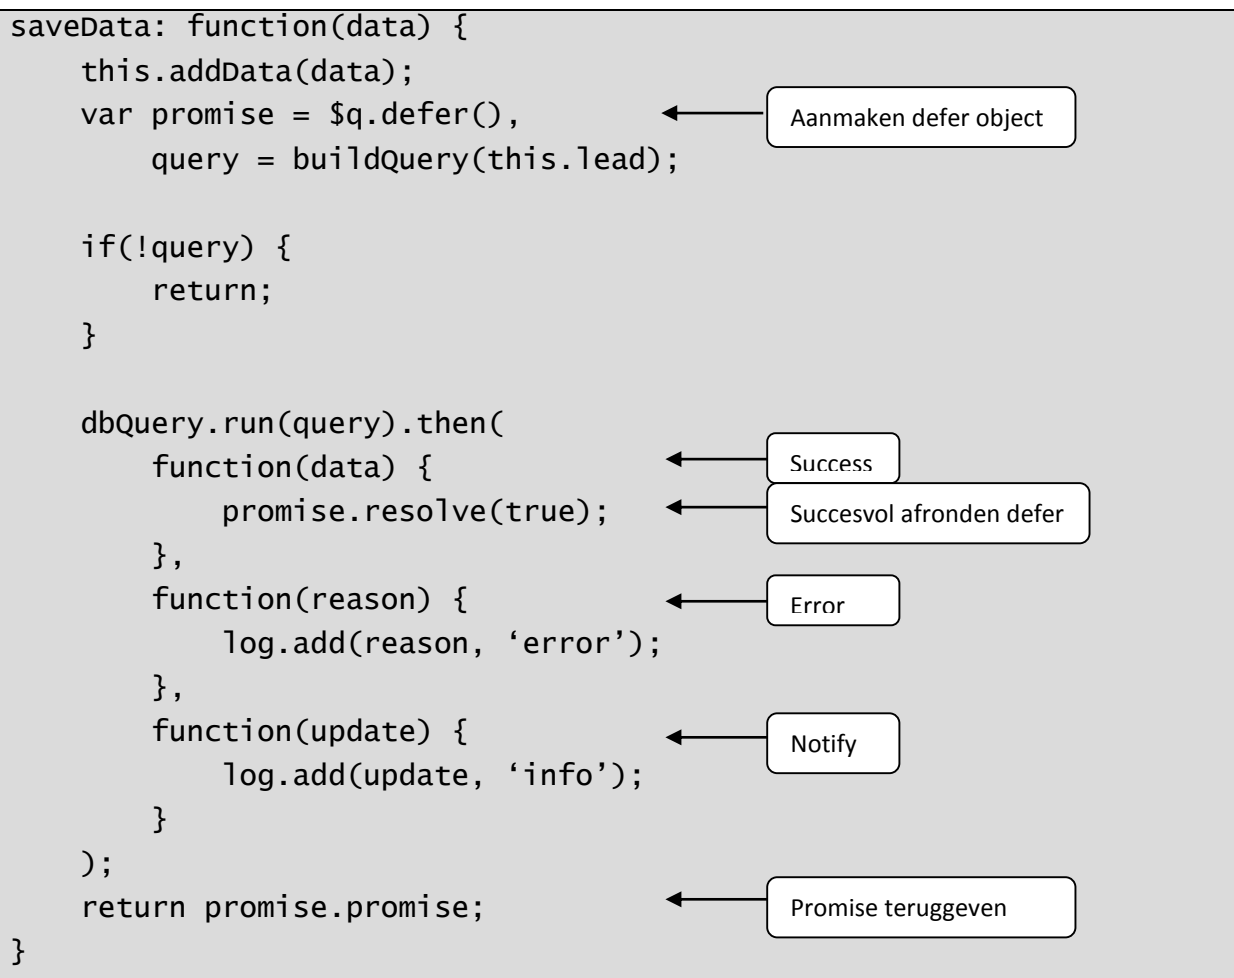 saveData: function(data) {
    this.addData(data);
    var promise = $q.defer(),
Aanmaken defer object
        query = buildQuery(this.lead);
    if(!query) {
        return;
    }
    dbQuery.run(query).then(
        function(data) {
Success
            promise.resolve(true);
Succesvol afronden defer
        },
        function(reason) {
Error
            log.add(reason, ‘error’);
        },
        function(update) {
Notify
            log.add(update, ‘info’);
        }
    );
    return promise.promise;
Promise teruggeven
}